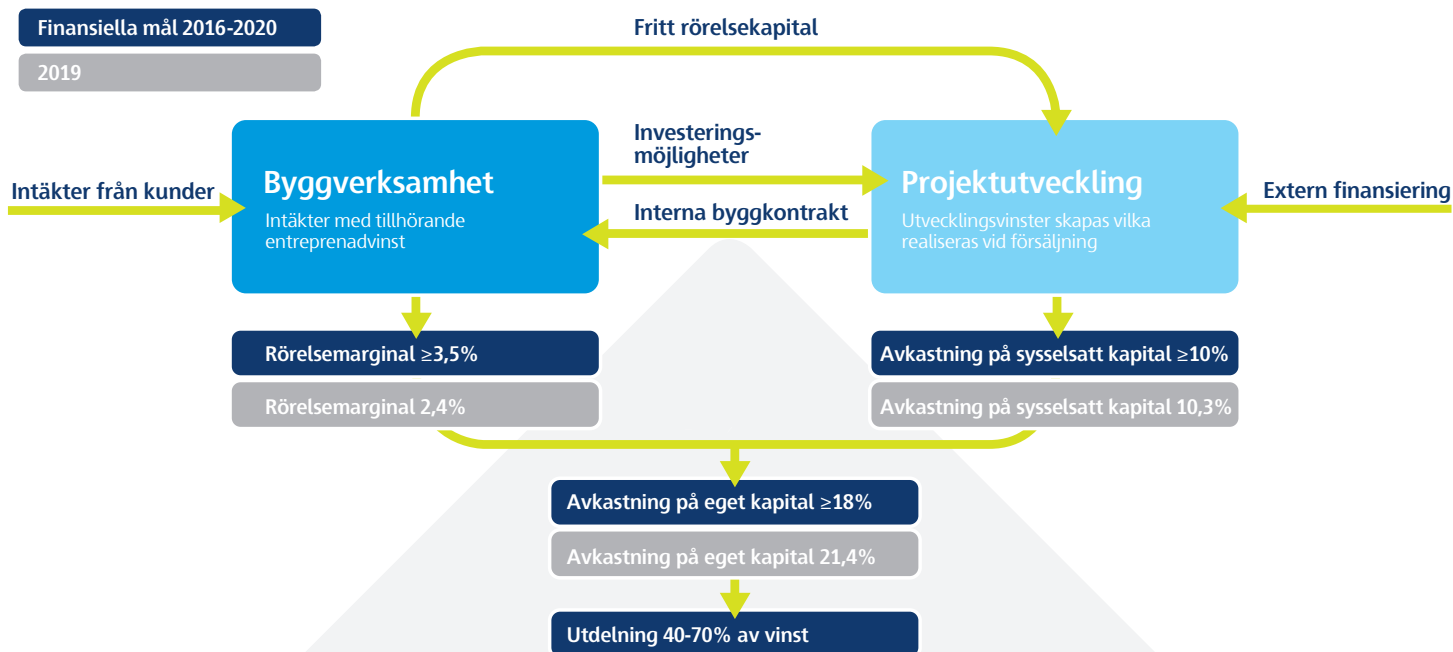 Finansiella mål 2016-2020
2019
Fritt rörelsekapital
Intäkter från kunder
Byggverksamhet
Intäkter med tillhörande
entreprenadvinst
Investerings-
möjligheter
Interna byggkontrakt
Projektutveckling
Utvecklingsvinster skapas vilka
realiseras vid försäljning
Extern finansiering
Rörelsemarginal ≥3,5%
Rörelsemarginal 2,4%
Avkastning på sysselsatt kapital ≥10%
Avkastning på sysselsatt kapital 10,3%
Avkastning på eget kapital ≥18%
Avkastning på eget kapital 21,4%
Utdelning 40-70% av vinst